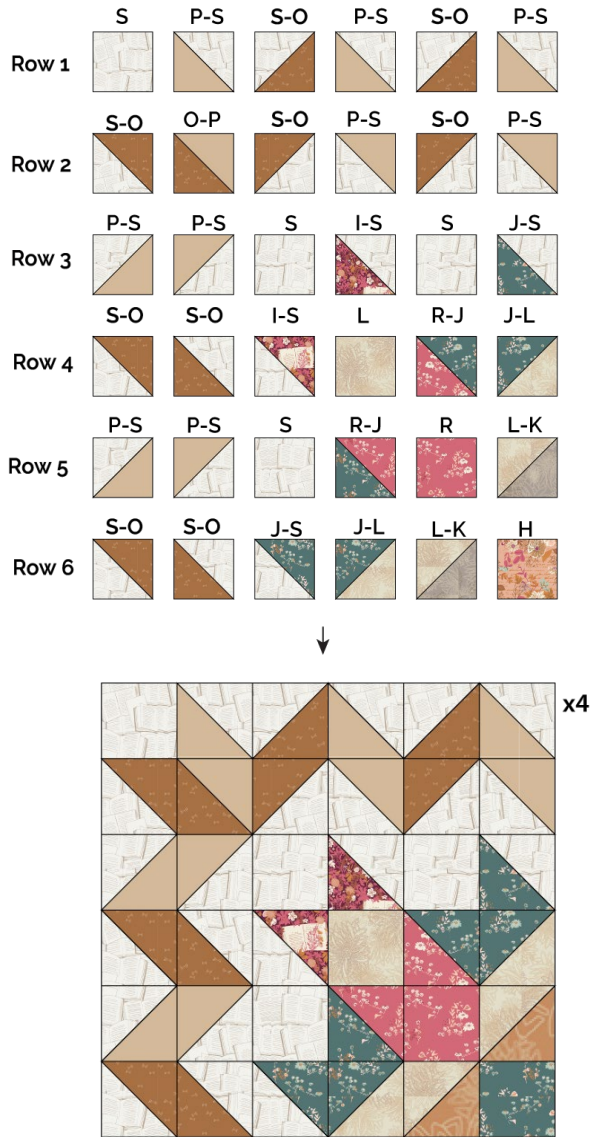 S P-S S-O P-S S-O P-S
Row 1
S-O O-P S-O P-S S-O P-S
Row 2
P-S P-S S I-S S J-S
Row 3
S-O S-O I-S L R-J J-L
Row 4
P-S P-S S R-J R L-K
Row 5
S-O S-O J-S J-L L-K H
Row 6
x4